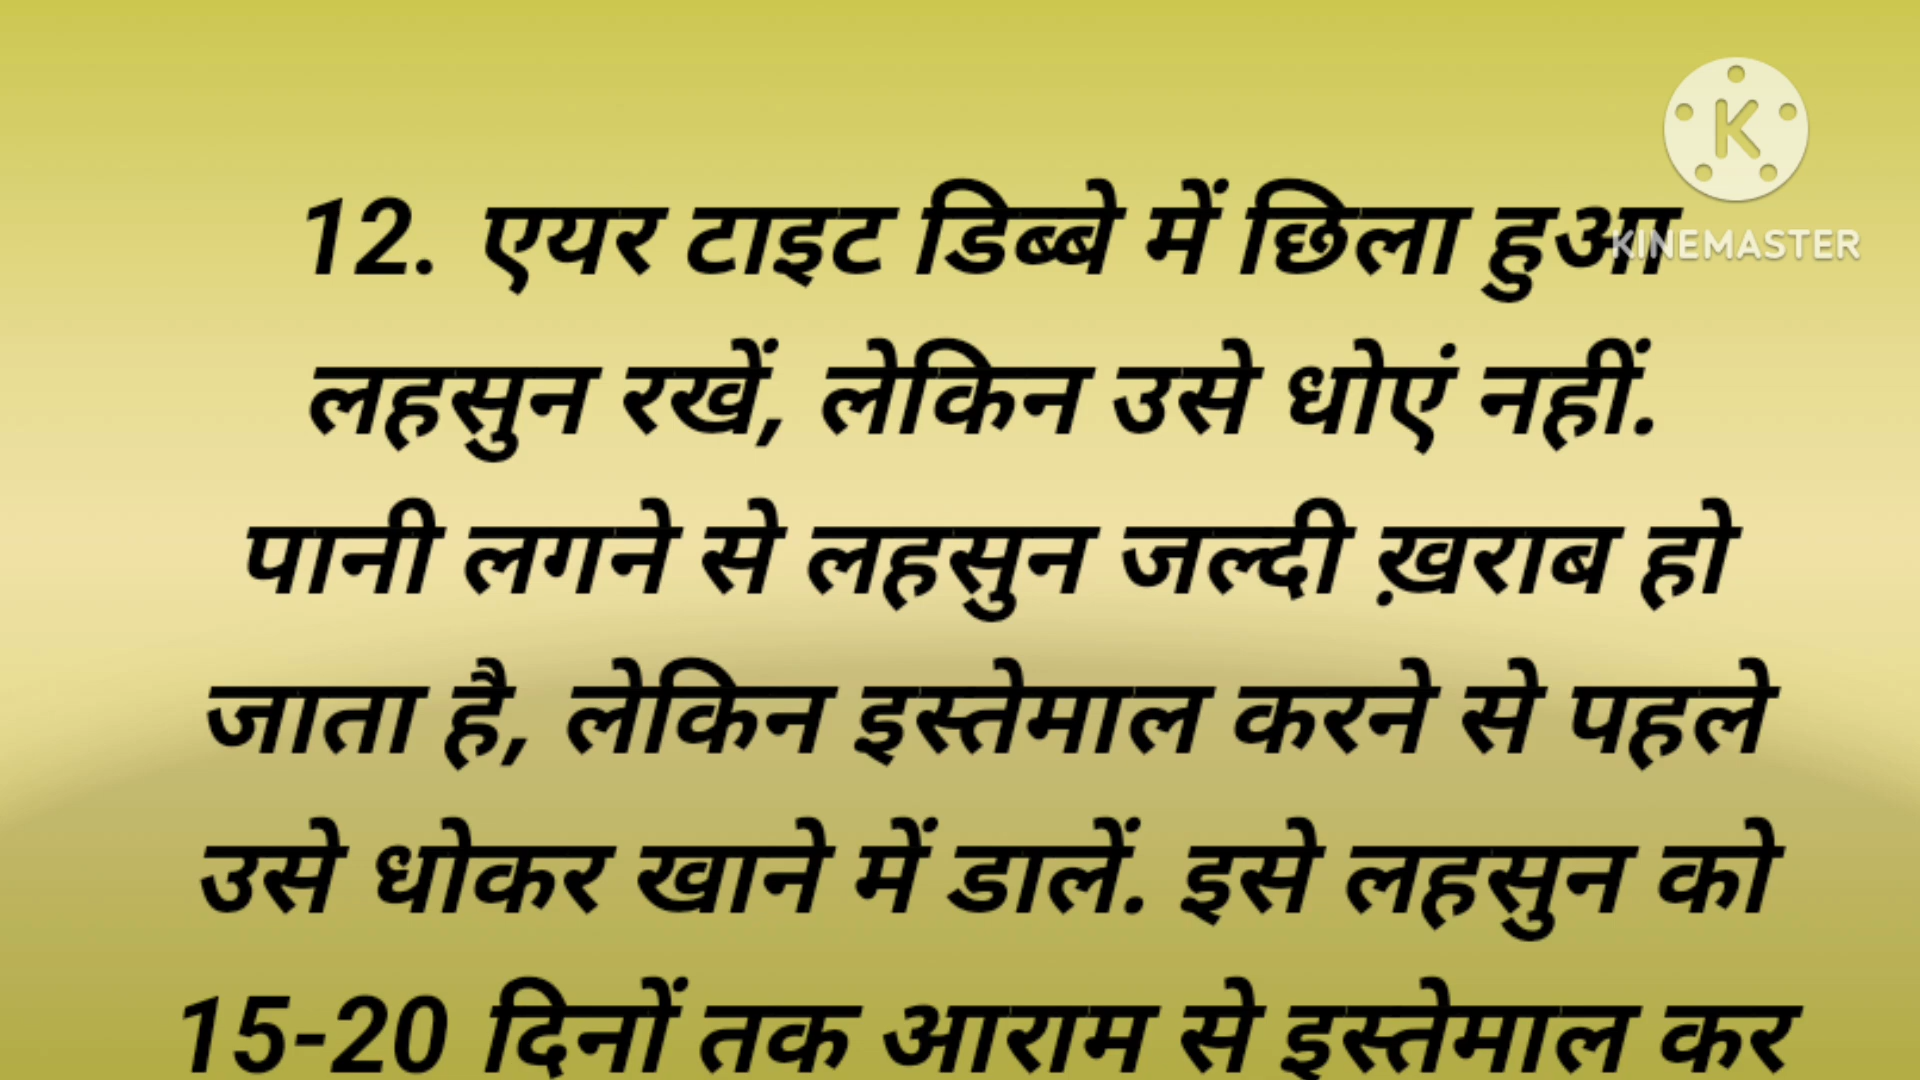 KINEMASTER
12. एयर टाइट डिब्बे में छिला हुआ
लहसुन रखें, लेकिन उसे धोएं नहीं.
पानी लगने से लहसुन जल्दी ख़राब हो
जाता है, लेकिन इस्तेमाल करने से पहले
उसे धोकर खाने में डालें. इसे लहसुन को
15-20 दिनों तक आराम से इस्तेमाल कर